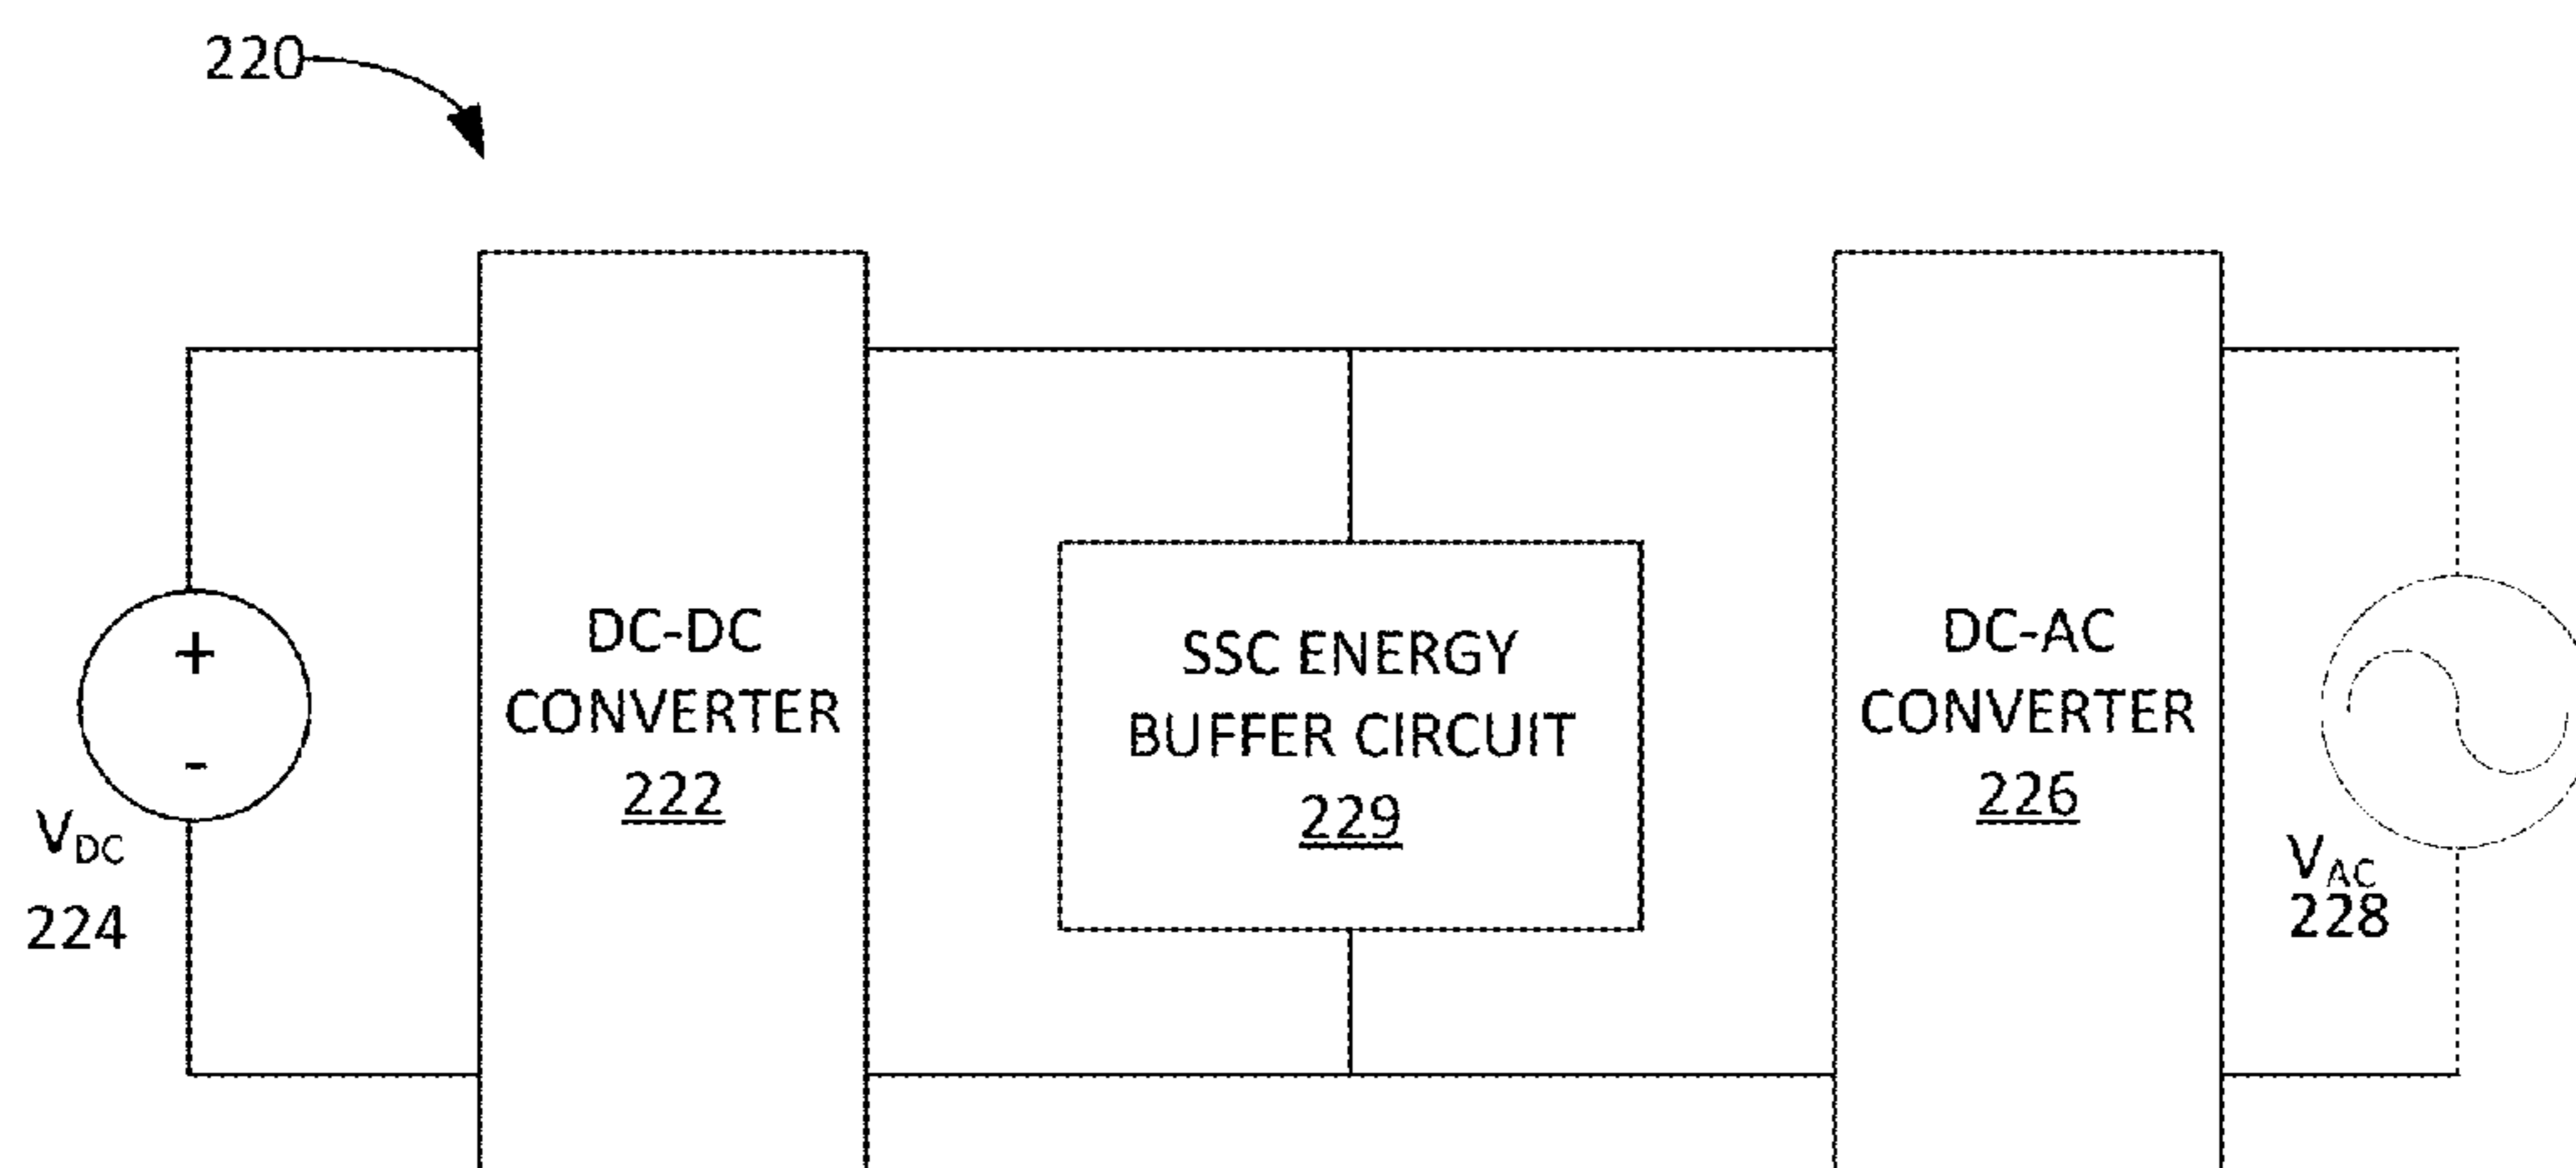 220
DC-DC
CONVERTER
222
SSC ENERGY
BUFFER CIRCUIT
229
DC-AC
CONVERTER
226
+
-
VDC
224
VAC
228